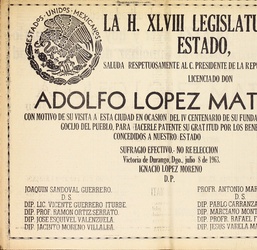 ESTADOS UNIDOS MEXICANOS
LA H. XLVIII LEGISLATU
ESTADO,
SALUDA RESPETUOSAMENTE AL C. PRESIDENTE DE LA REPU
LICENCIADO DON
ADOLFO LOPEZ MAT
CON MOTIVO DE SU VISITA A ESTA CIUDAD EN OCASION DEL IV CENTENARIO DE SU FUNDA
GOCIJO DEL PUEBLO, PARA HACERLE PATENTE SU GRATITUD POR LOS BENE
CONCEDIDOS A NUESTRO ESTADO
SUFRAGIO EFECTIVO.- NO REELECCION
Victoria de Durango, Dgo., julio 8 de 1963.
IGNACIO LOPEZ MORENO
D.P.
JOAQUIN SANDOVAL GUERRERO.
D.S.
DIP. LIC. VICENTE GUERRERO ITURBE.
DIP. PROF. RAMON ORTIZ SERRATO.
DIP. JOSE ESQUIVEL VALENZUELA.
DIP. JACINTO MORENO VILLALBA.
PROFR. ANTONIO MAR
D. S.
DIP. PABLO CARRANZA
DIP. MARCIANO MONT
DIP. PROFR. RAFAEL F
DIP. JESUS VARELA MA